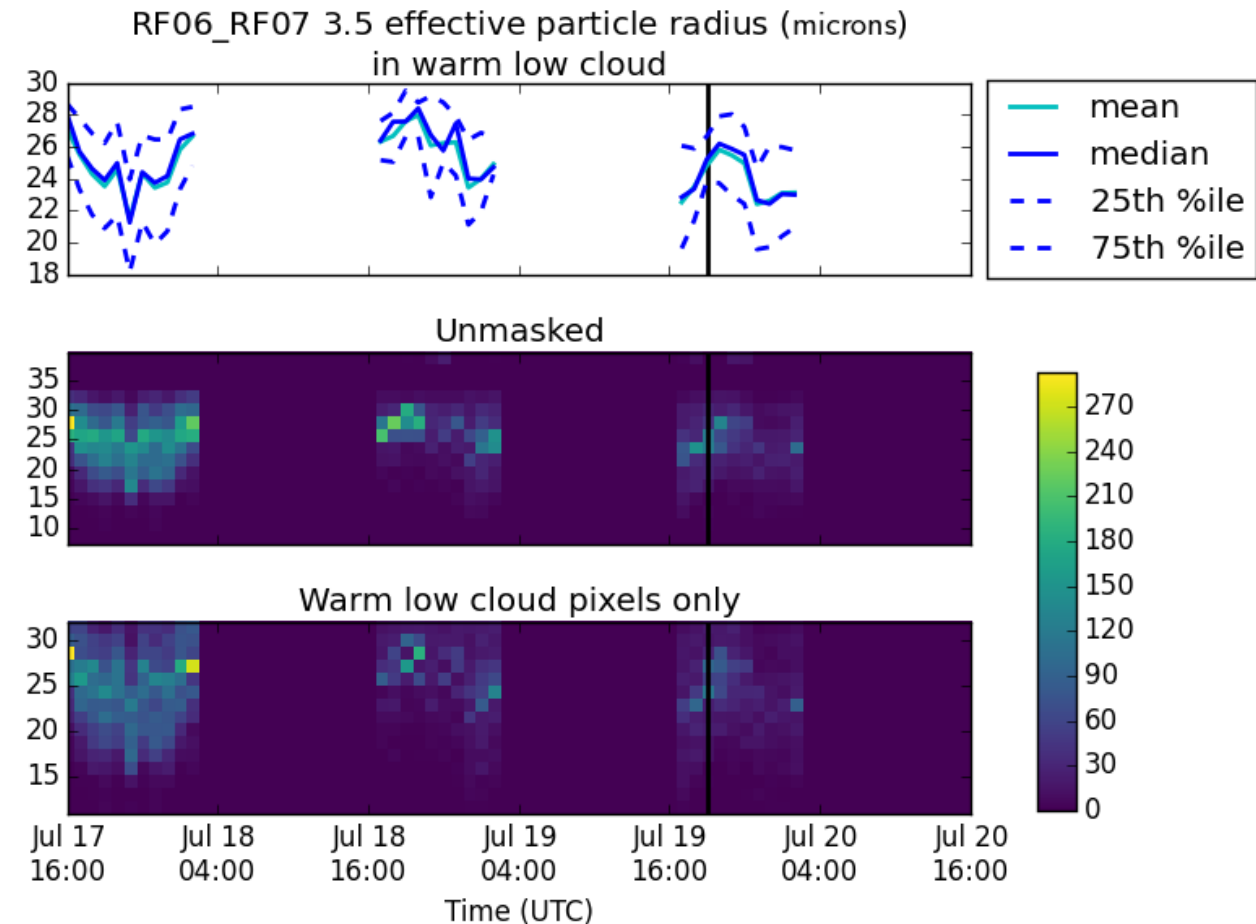 RF06_RF07 3.5 effective particle radius (microns)
in warm low cloud
30
28
26
24
22
20
18
mean
median
25th %ile
75th %ile
Unmasked
35
30
25
20
15
10
270
240
210
180
150
120
90
60
30
0
Warm low cloud pixels only
30
25
20
15
Jul 17 Jul 18 Jul 18 Jul 19 Jul 19 Jul 20 Jul 20
16:00 04:00 16:00 04:00 16:00 04:00 16:00
Time (UTC)